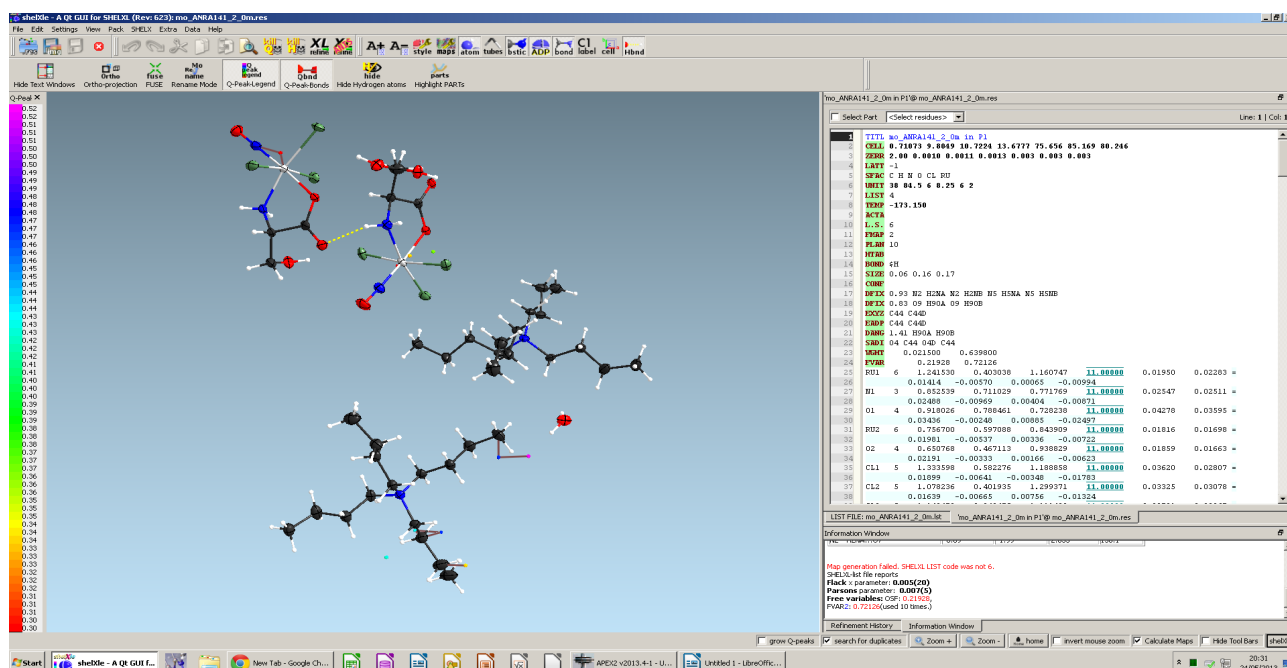 shelXle - A Qt GUI for SHELXL (Rev: 623): mo_ANRA141_2_0m.res
File Edit Settings View Pack SHELX Extra Data Help
XL refine A+ A- style maps atom tubes bstic ADP bond C1 label cell Hbnd
Hide Text Windows Ortho-projection FUSE Rename Mode Q-Peak-Legend Q-Peak-Bonds Hide Hydrogen atoms Highlight PARTs
Q-Peal
0.52
0.51
0.51
0.50
'mo_ANRA141_2_0m in P1'@ mo_ANRA141_2_0m.res
Select Part <Select residues> Line: 1 | Col: 1
1 TITL mo_ANRA141_2_0m in P1
2 CELL 0.71073 9.8049 10.7224 13.6777 75.656 85.169 80.246
3 ZERR 2.00 0.0010 0.0011 0.0013 0.003 0.003 0.003
4 LATT -1
5 SFAC C H N O CL RU
6 UNIT 38 84.5 6 8.25 6 2
7 LIST 4
8 TEMP -173.150
9 ACTA
10 L.S. 6
11 FMAP 2
12 PLAN 10
13 HTAB
14 BOND $H
15 SIZE 0.06 0.16 0.17
16 CONF
17 DFIX 0.93 N2 H2NA N2 H2NB N5 H5NA N5 H5NB
18 DFIX 0.83 O9 H90A O9 H90B
19 EXYZ C44 C44D
20 EADP C44 C44D
21 DANG 1.41 H90A H90B
22 SADI O4 C44 O4D C44
23 WGHT 0.021500 0.639800
24 FVAR 0.21928 0.72126
25 RU1 6 1.241530 0.403038 1.160747 11.00000 0.01950 0.02283 =
26 0.01414 -0.00570 0.00065 -0.00994
27 N1 3 0.852539 0.711029 0.771769 11.00000 0.02547 0.02511 =
28 0.02488 -0.00969 0.00404 -0.00871
29 O1 4 0.918026 0.788461 0.728238 11.00000 0.04278 0.03595 =
30 0.03436 -0.00248 0.00885 -0.02497
31 RU2 6 0.756700 0.597088 0.843909 11.00000 0.01816 0.01698 =
32 0.01981 -0.00537 0.00336 -0.00722
33 O2 4 0.650768 0.467113 0.938829 11.00000 0.01859 0.01663 =
34 0.02191 -0.00333 0.00166 -0.00623
35 CL1 5 1.333598 0.582276 1.188858 11.00000 0.03620 0.02807 =
36 0.01899 -0.00641 -0.00348 -0.01783
37 CL2 5 1.078236 0.401935 1.299371 11.00000 0.03325 0.03078 =
38 0.01639 -0.00665 0.00756 -0.01324
LIST FILE: mo_ANRA141_2_0m.lst 'mo_ANRA141_2_0m in P1'@ mo_ANRA141_2_0m.res
Information Window
Map generation failed. SHELXL LIST code was not 6.
SHELXL-list file reports
Flack x parameter: 0.005(20)
Parsons parameter: 0.007(5)
Free variables: OSF: 0.21928,
FVAR2: 0.72126(used 10 times.)
Refinement History Information Window
grow Q-peaks search for duplicates Zoom + Zoom - home invert mouse zoom Calculate Maps Hide Tool Bars
Start shelXle - A Qt GUI f... New Tab - Google Ch... APEX2 v2013.4-1 - U... Untitled 1 - LibreOffic... 20:31